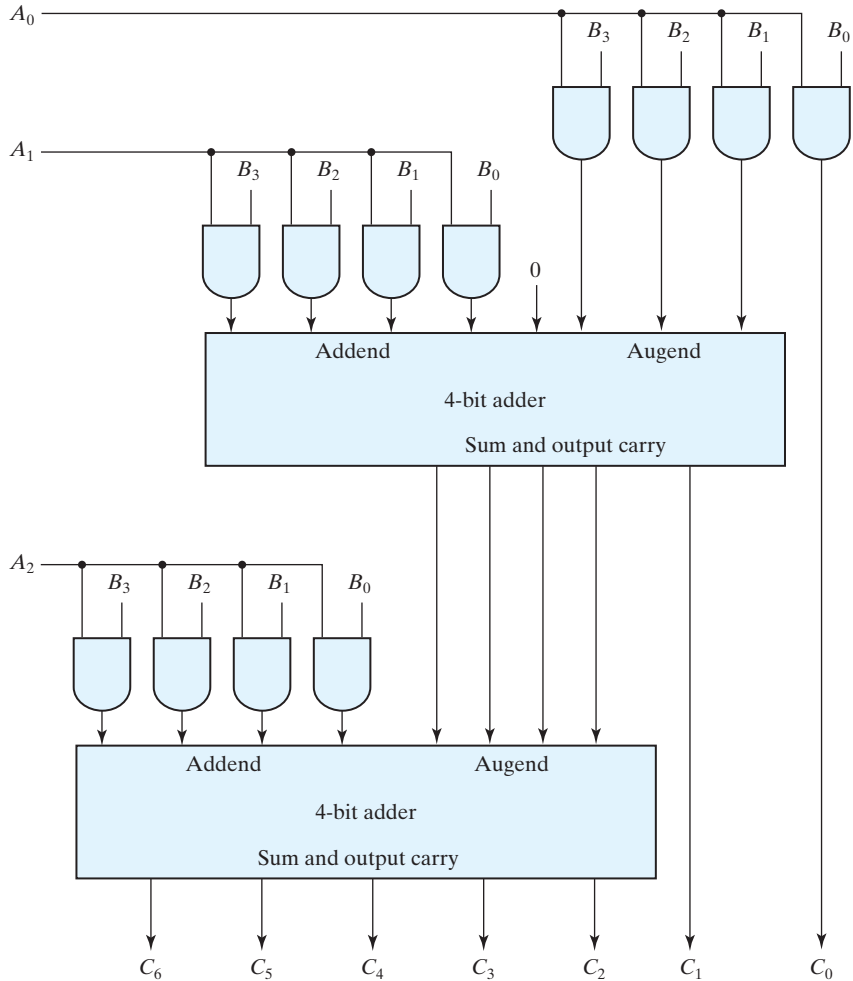 A₀
B₃ B₂ B₁ B₀
A₁
B₃ B₂ B₁ B₀
0
Addend Augend
4-bit adder
Sum and output carry
A₂
B₃ B₂ B₁ B₀
Addend Augend
4-bit adder
Sum and output carry
C₆ C₅ C₄ C₃ C₂ C₁ C₀